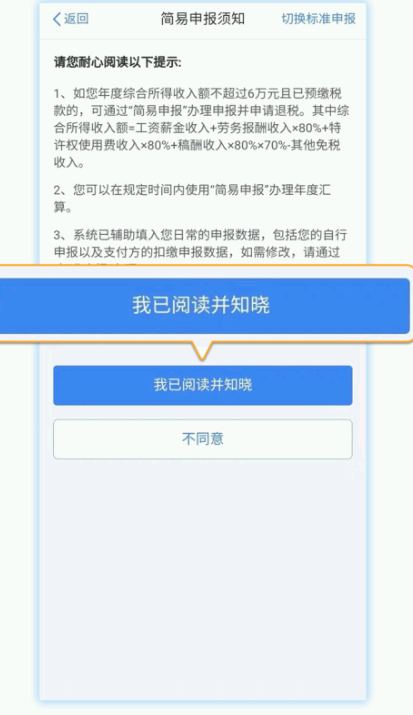 返回 简易申报须知 切换标准申报
请您耐心阅读以下提示:
1、如您年度综合所得收入额不超过6万元且已预缴税
款的，可通过“简易申报”办理申报并申请退税。其中综
合所得收入额=工资薪金收入+劳务报酬收入×80%+特
许权使用费收入×80%+稿酬收入×80%×70%-其他免税
收入。
2、您可以在规定时间内使用“简易申报”办理年度汇
算。
3、系统已辅助填入您日常的申报数据，包括您的自行
申报以及支付方的扣缴申报数据，如需修改，请通过
我已阅读并知晓
我已阅读并知晓
不同意